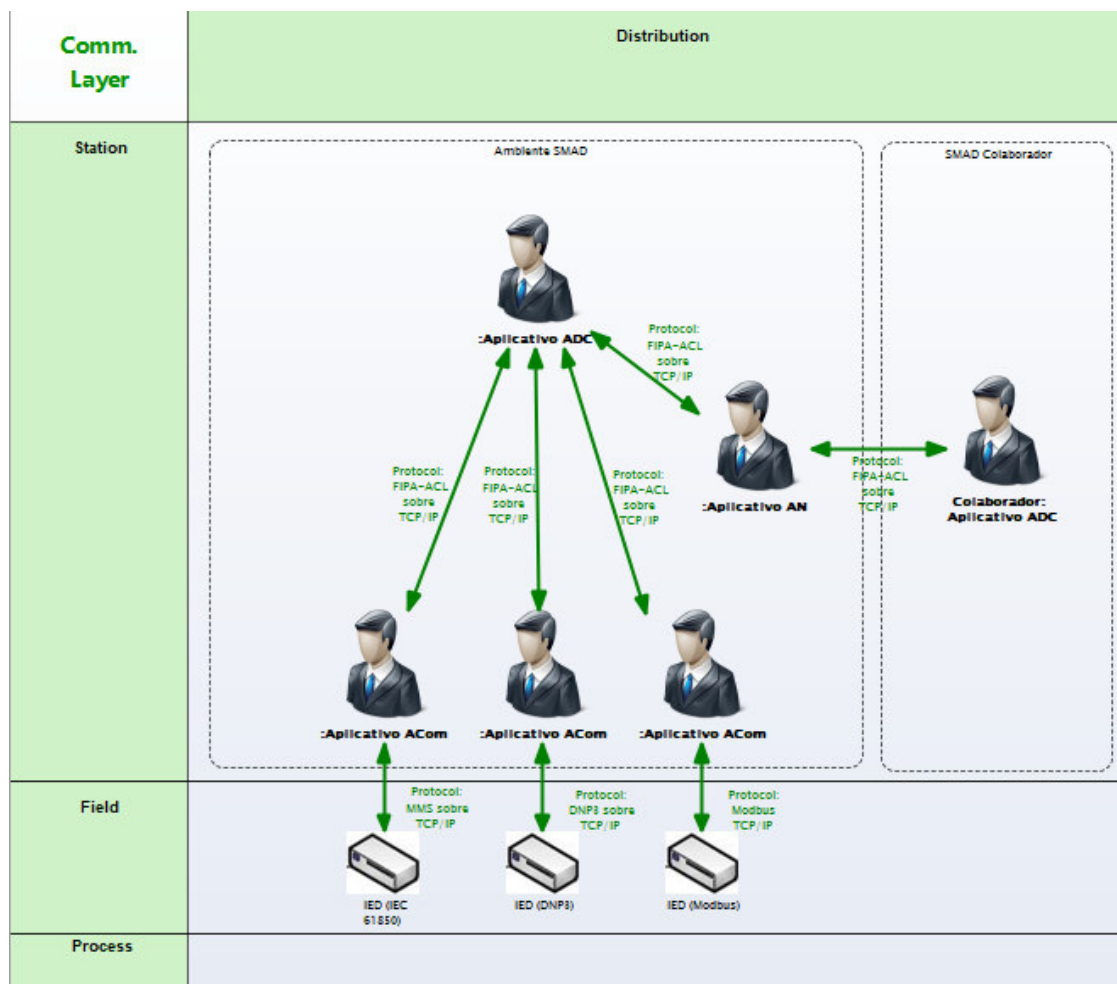 Comm.
Layer
Distribution
Station
Ambiente SMAD
SMAD Colaborador
:Aplicativo ADC
Protocol:
FIPA-ACL
sobre
TCP/IP
:Aplicativo AN
Protocol:
FIPA-ACL
sobre
TCP/IP
Colaborador:
Aplicativo ADC
Protocol:
FIPA-ACL
sobre
TCP/IP
Protocol:
FIPA-ACL
sobre
TCP/IP
Protocol:
FIPA-ACL
sobre
TCP/IP
:Aplicativo ACom
:Aplicativo ACom
:Aplicativo ACom
Field
Protocol:
MMS sobre
TCP/IP
Protocol:
DNP3 sobre
TCP/IP
Protocol:
Modbus
TCP/IP
IED (IEC
61850)
IED (DNP3)
IED (Modbus)
Process